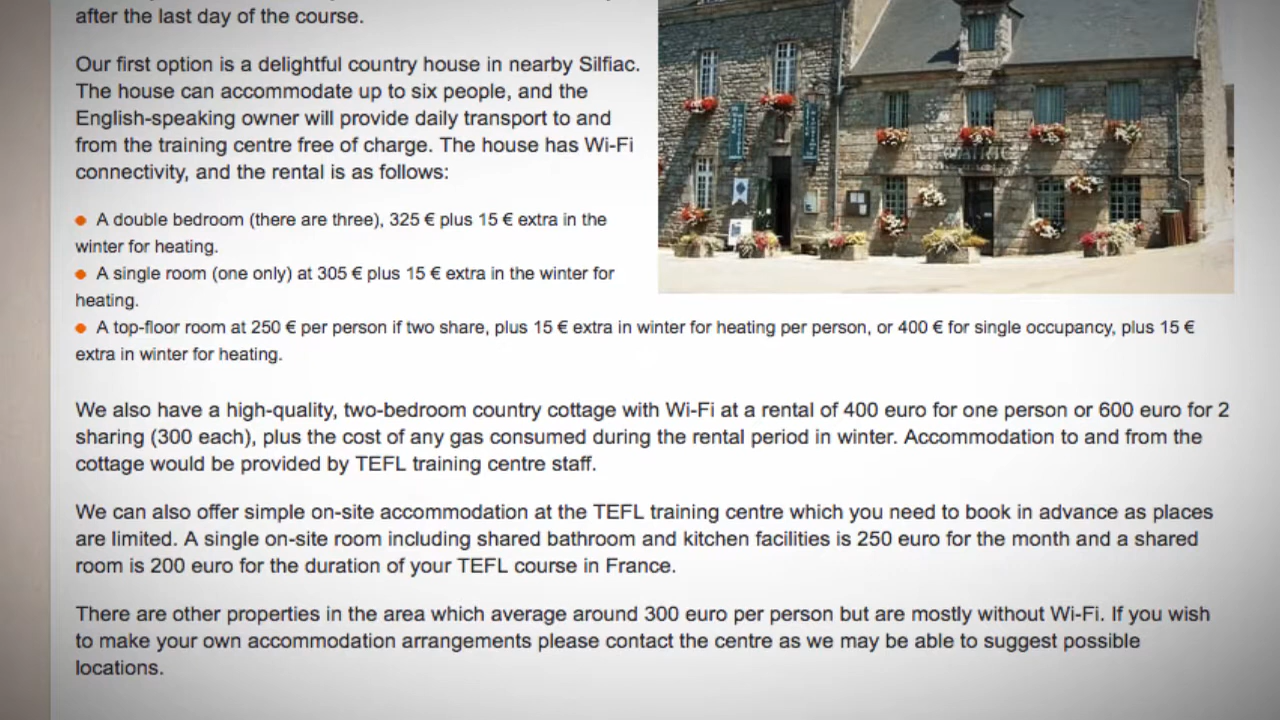 after the last day of the course.
Our first option is a delightful country house in nearby Silfiac.
The house can accommodate up to six people, and the
English-speaking owner will provide daily transport to and
from the training centre free of charge. The house has Wi-Fi
connectivity, and the rental is as follows:
A double bedroom (there are three), 325 € plus 15 € extra in the
winter for heating.
A single room (one only) at 305 € plus 15 € extra in the winter for
heating.
A top-floor room at 250 € per person if two share, plus 15 € extra in winter for heating per person, or 400 € for single occupancy, plus 15 €
extra in winter for heating.
We also have a high-quality, two-bedroom country cottage with Wi-Fi at a rental of 400 euro for one person or 600 euro for 2
sharing (300 each), plus the cost of any gas consumed during the rental period in winter. Accommodation to and from the
cottage would be provided by TEFL training centre staff.
We can also offer simple on-site accommodation at the TEFL training centre which you need to book in advance as places
are limited. A single on-site room including shared bathroom and kitchen facilities is 250 euro for the month and a shared
room is 200 euro for the duration of your TEFL course in France.
There are other properties in the area which average around 300 euro per person but are mostly without Wi-Fi. If you wish
to make your own accommodation arrangements please contact the centre as we may be able to suggest possible
locations.